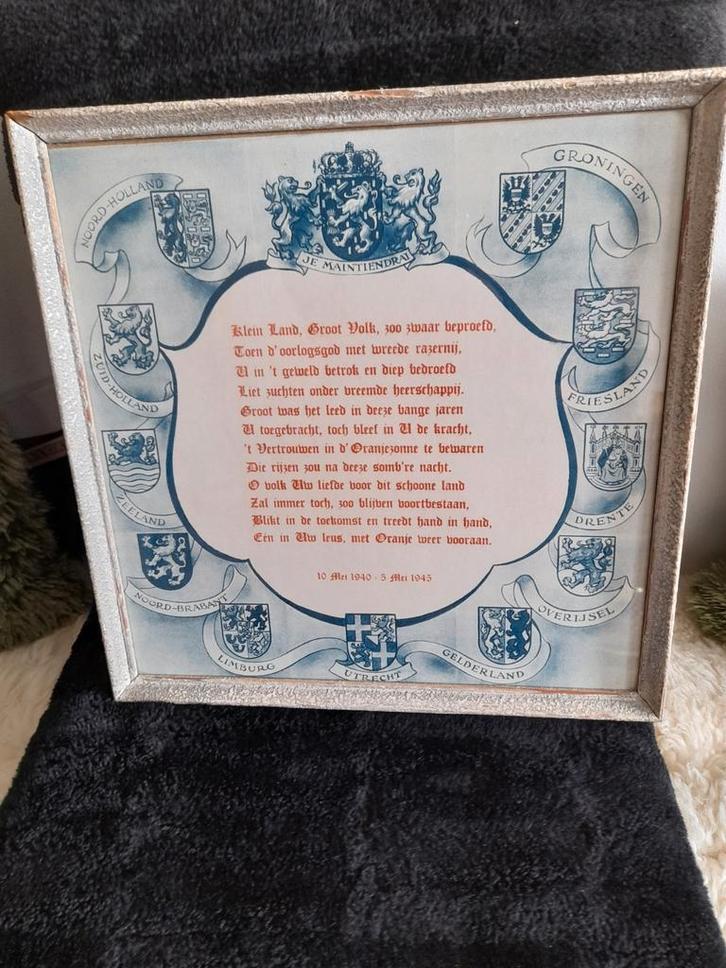 JE MAINTIENDRAI
NOORD-HOLLAND
GRONINGEN
ZUID-HOLLAND
FRIESLAND
ZEELAND
DRENTE
NOORD-BRABANT
OVERIJSEL
LIMBURG
UTRECHT
GELDERLAND
Klein Land, Groot Volk, zoo zwaar beproefd,
Toen d'oorlogsgod met wreede razernij,
U in 't geweld betrok en diep bedroefd
Liet zuchten onder vreemde heerschappij.
Groot was het leed in deeze bange jaren
U toegebracht, toch bleef in U de kracht,
't Vertrouwen in d'Oranjezonne te bewaren
Die rijzen zou na deeze somb're nacht.
O volk Uw liefde voor dit schoone land
Zal immer toch, zoo blijven voortbestaan,
Blikt in de toekomst en treedt hand in hand,
Eén in Uw leus, met Oranje weer vooraan.
10 Mei 1940 - 5 Mei 1945